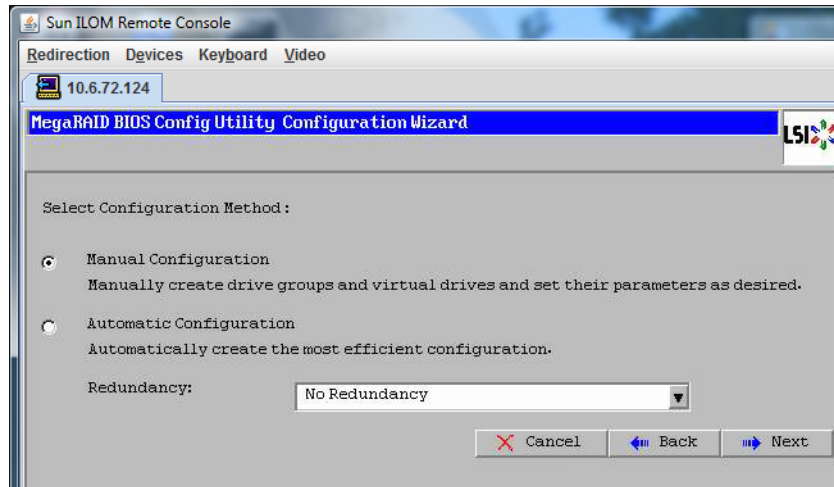 Sun ILOM Remote Console
Redirection Devices Keyboard Video
10.6.72.124
MegaRAID BIOS Config Utility Configuration Wizard
LSI
Select Configuration Method:
Manual Configuration
Manually create drive groups and virtual drives and set their parameters as desired.
Automatic Configuration
Automatically create the most efficient configuration.
Redundancy: No Redundancy
Cancel Back Next